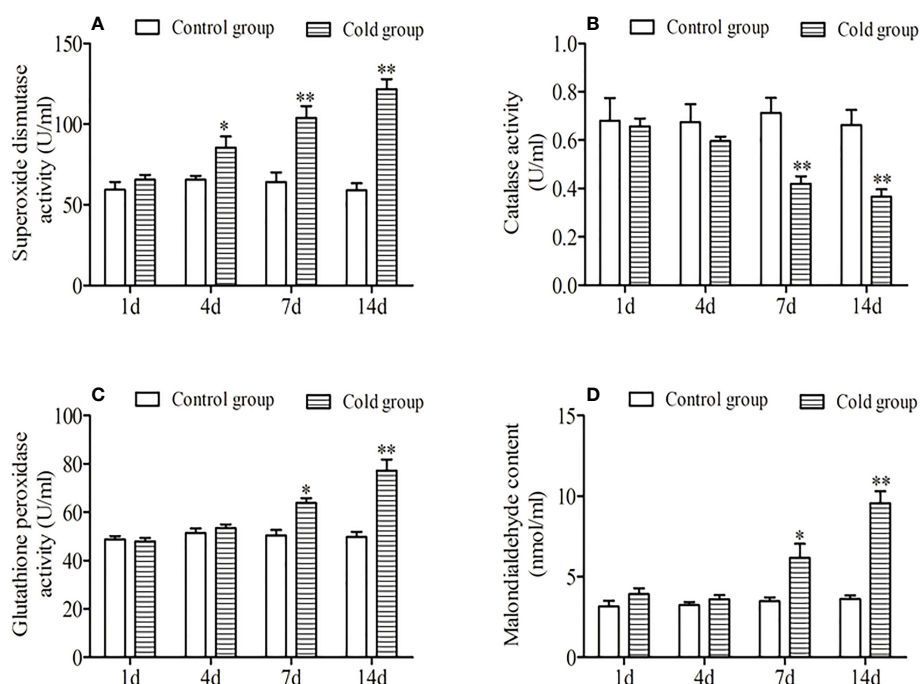 A
Control group
Cold group
Superoxide dismutase
activity (U/ml)
150
100
50
0
*
**
**
1d
4d
7d
14d
B
Control group
Cold group
Catalase activity
(U/ml)
1.0
0.8
0.6
0.4
0.2
0.0
**
**
1d
4d
7d
14d
C
Control group
Cold group
Glutathione peroxidase
activity (U/ml)
100
80
60
40
20
0
*
**
1d
4d
7d
14d
D
Control group
Cold group
Malondialdehyde content
(nmol/ml)
15
10
5
0
*
**
1d
4d
7d
14d